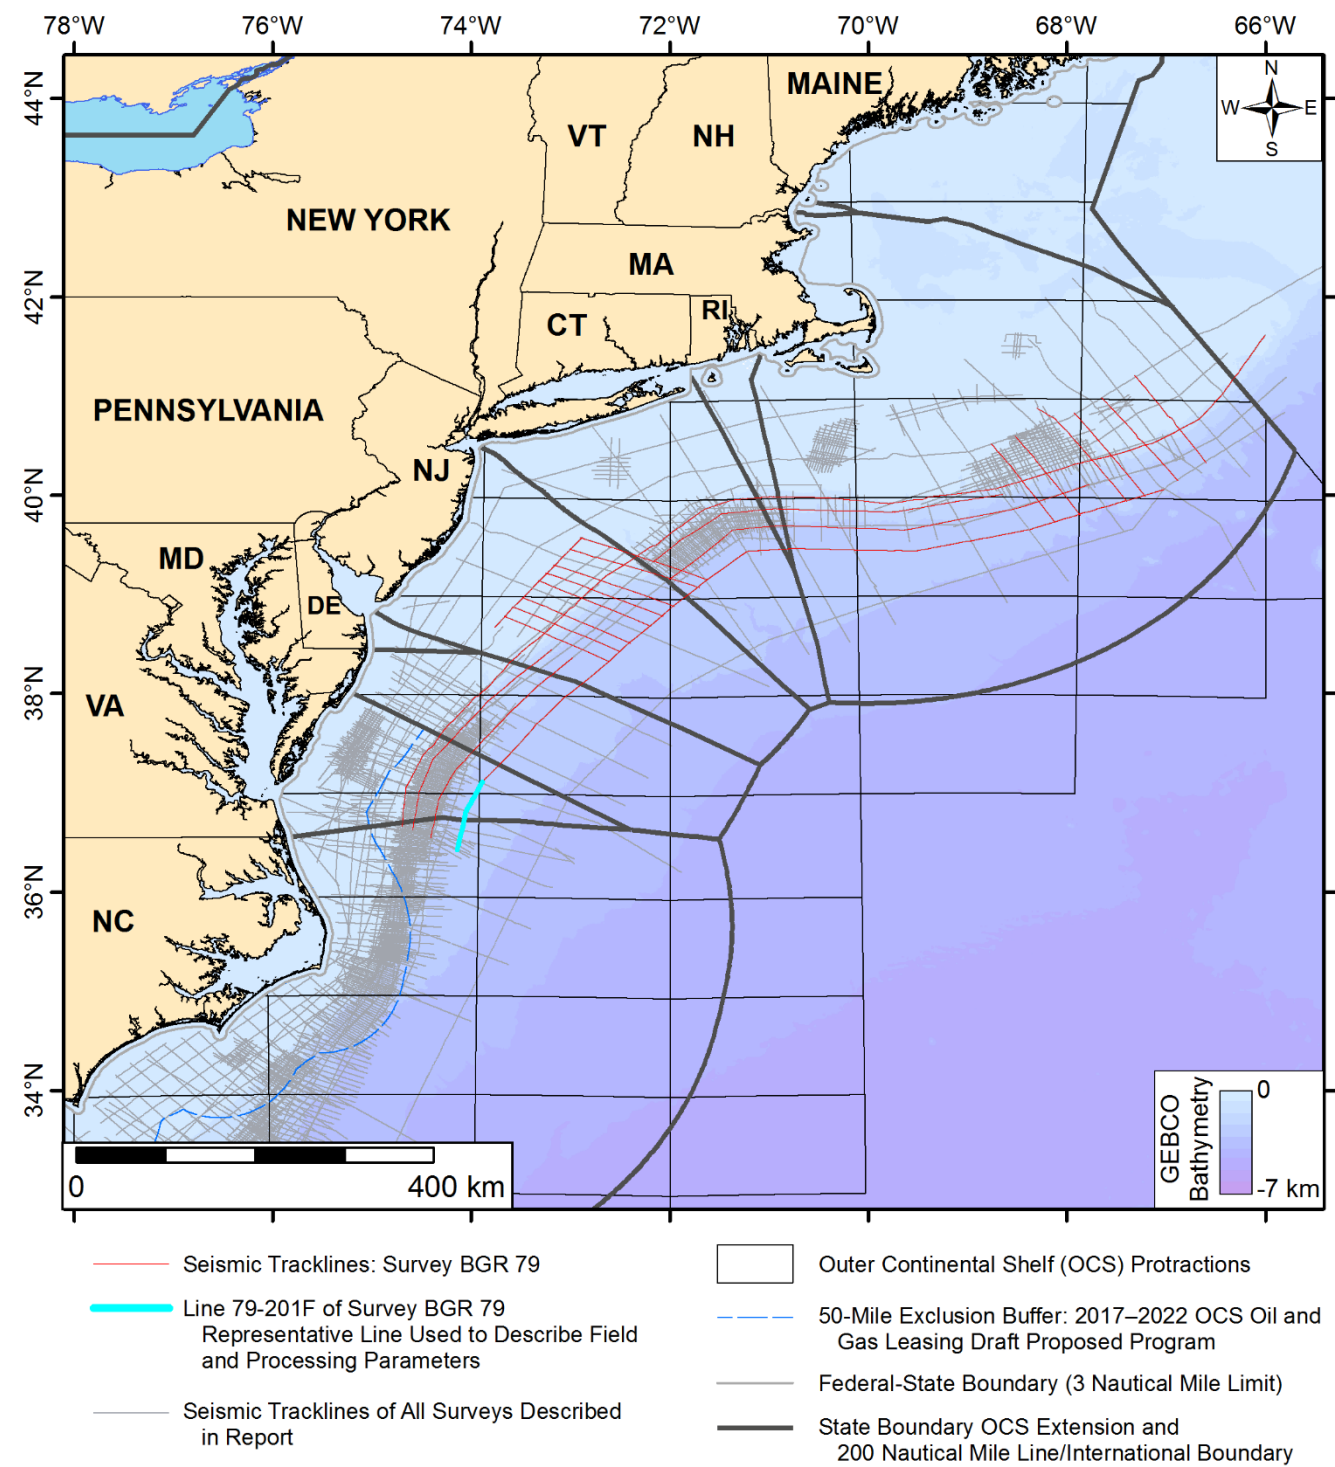 78°W 76°W 74°W 72°W 70°W 68°W 66°W
44°N
42°N
40°N
38°N
36°N
34°N
N
W E
S
MAINE
VT
NH
NEW YORK
MA
CT
RI
PENNSYLVANIA
NJ
MD
DE
VA
NC
0 400 km
GEBCO
Bathymetry
0
-7 km
Seismic Tracklines: Survey BGR 79
Line 79-201F of Survey BGR 79
Representative Line Used to Describe Field
and Processing Parameters
Seismic Tracklines of All Surveys Described
in Report
Outer Continental Shelf (OCS) Protractions
50-Mile Exclusion Buffer: 2017–2022 OCS Oil and
Gas Leasing Draft Proposed Program
Federal-State Boundary (3 Nautical Mile Limit)
State Boundary OCS Extension and
200 Nautical Mile Line/International Boundary